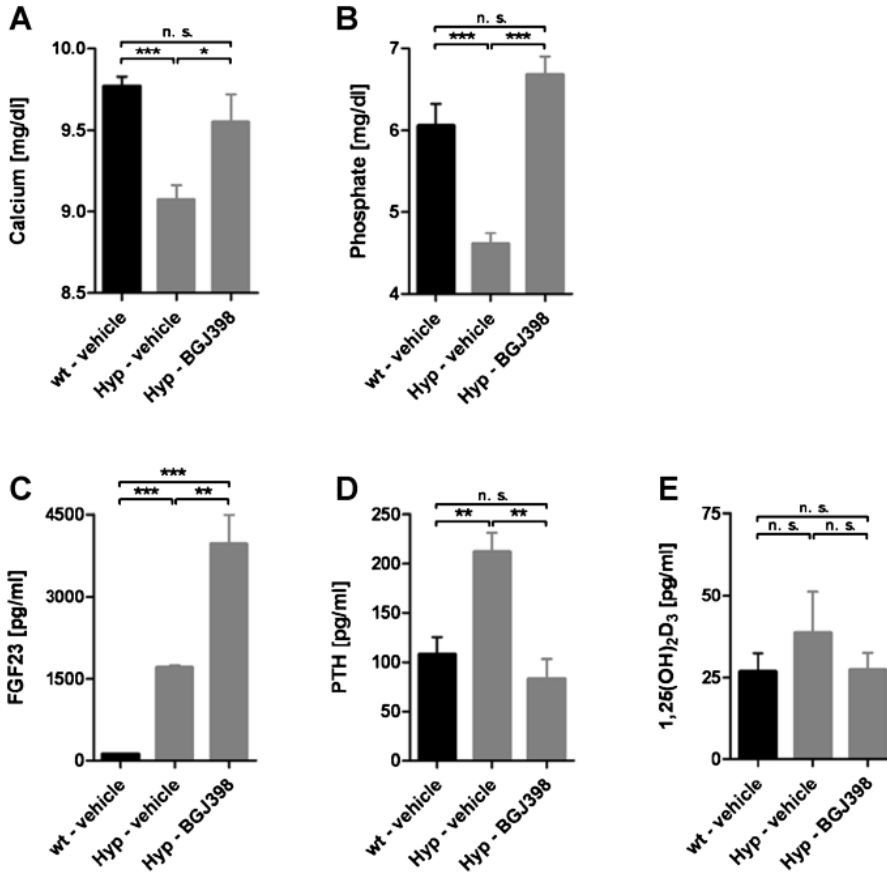 A
n. s.
*** *
Calcium [mg/dl]
10.0
9.5
9.0
8.5
wt - vehicle
Hyp - vehicle
Hyp - BGJ398
B
n. s.
*** ***
Phosphate [mg/dl]
7
6
5
4
wt - vehicle
Hyp - vehicle
Hyp - BGJ398
C
***
*** **
FGF23 [pg/ml]
4500
3000
1500
0
wt - vehicle
Hyp - vehicle
Hyp - BGJ398
D
n. s.
** **
PTH [pg/ml]
250
200
150
100
50
0
wt - vehicle
Hyp - vehicle
Hyp - BGJ398
E
n. s.
n. s. n. s.
1,25(OH)₂D₃ [pg/ml]
75
50
25
0
wt - vehicle
Hyp - vehicle
Hyp - BGJ398